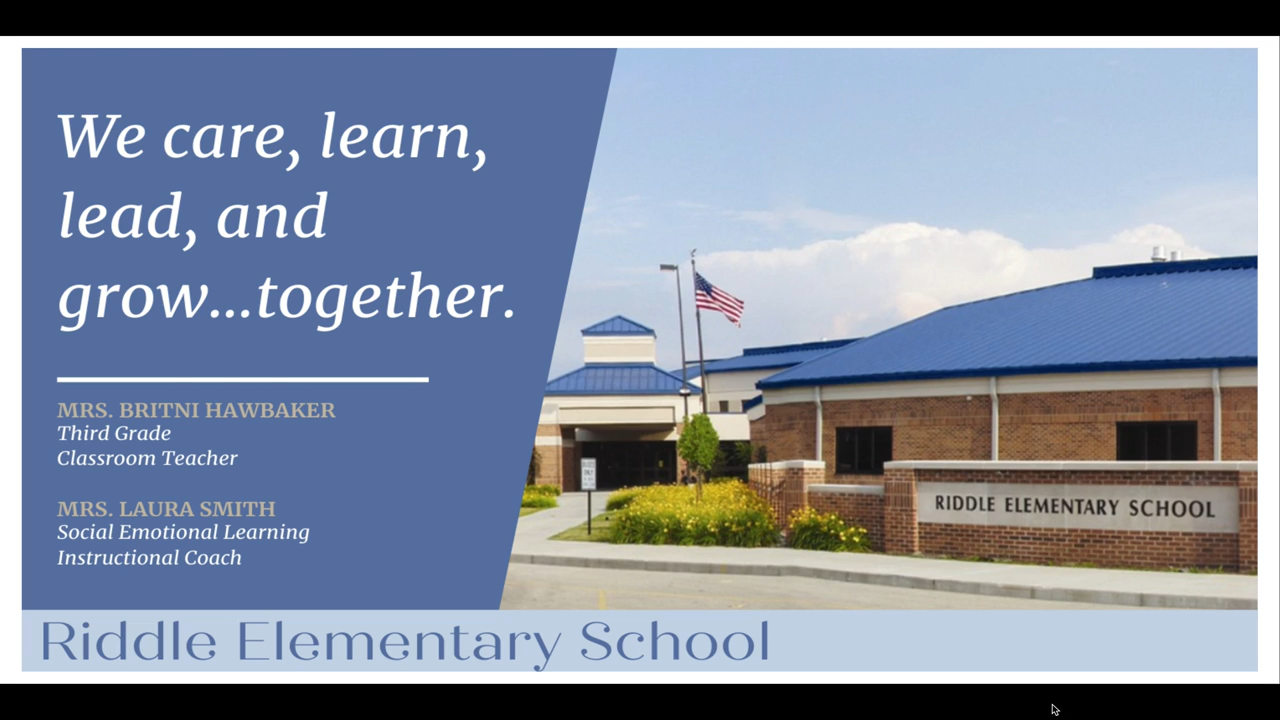 We care, learn,
lead, and
grow...together.
MRS. BRITNI HAWBAKER
Third Grade
Classroom Teacher
MRS. LAURA SMITH
Social Emotional Learning
Instructional Coach
RIDDLE ELEMENTARY SCHOOL
Riddle Elementary School